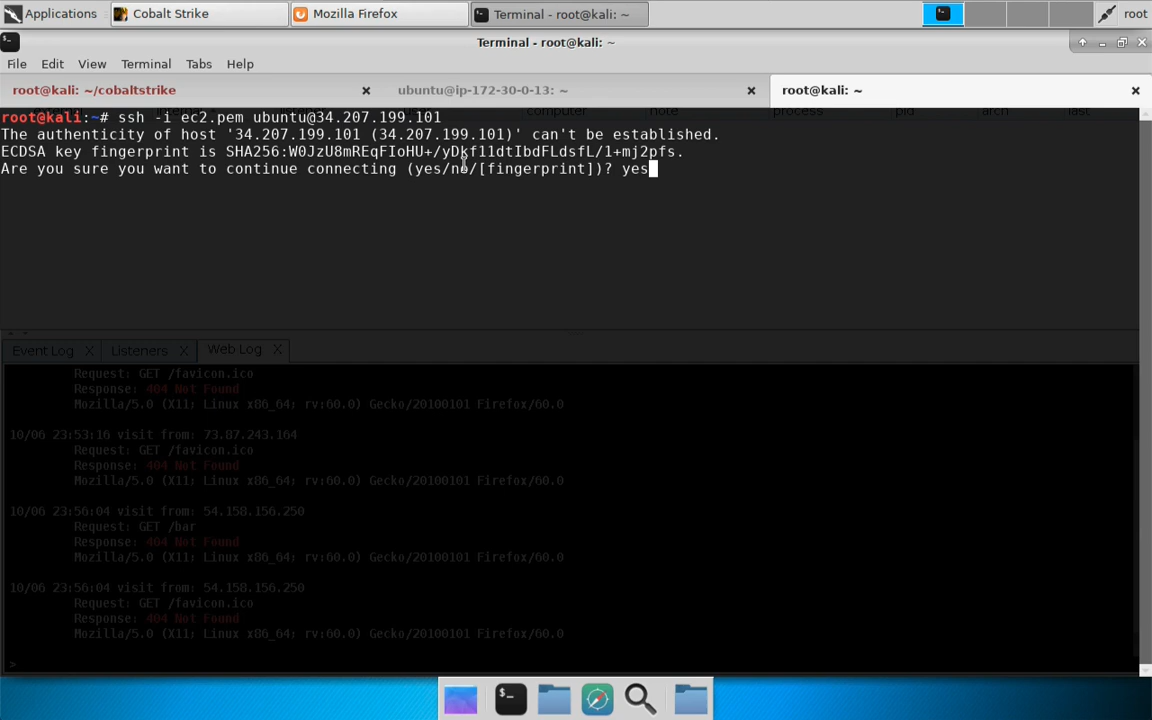 Applications
Cobalt Strike
Mozilla Firefox
Terminal - root@kali: ~
root
Terminal - root@kali: ~
File Edit View Terminal Tabs Help
root@kali: ~/cobaltstrike
ubuntu@ip-172-30-0-13: ~
root@kali: ~
computer note process pid arch last
root@kali:~# ssh -i ec2.pem ubuntu@34.207.199.101
The authenticity of host '34.207.199.101 (34.207.199.101)' can't be established.
ECDSA key fingerprint is SHA256:W0JzU8mREqFIoHU+/yDkf11dtIbdFLdsfL/1+mj2pfs.
Are you sure you want to continue connecting (yes/no/[fingerprint])? yes
Event Log X Listeners X Web Log X
Request: GET /favicon.ico
Response: 404 Not Found
Mozilla/5.0 (X11; Linux x86_64; rv:60.0) Gecko/20100101 Firefox/60.0
10/06 23:53:16 visit from: 73.87.243.164
Request: GET /favicon.ico
Response: 404 Not Found
Mozilla/5.0 (X11; Linux x86_64; rv:60.0) Gecko/20100101 Firefox/60.0
10/06 23:56:04 visit from: 54.158.156.250
Request: GET /bar
Response: 404 Not Found
Mozilla/5.0 (X11; Linux x86_64; rv:60.0) Gecko/20100101 Firefox/60.0
10/06 23:56:04 visit from: 54.158.156.250
Request: GET /favicon.ico
Response: 404 Not Found
Mozilla/5.0 (X11; Linux x86_64; rv:60.0) Gecko/20100101 Firefox/60.0
>